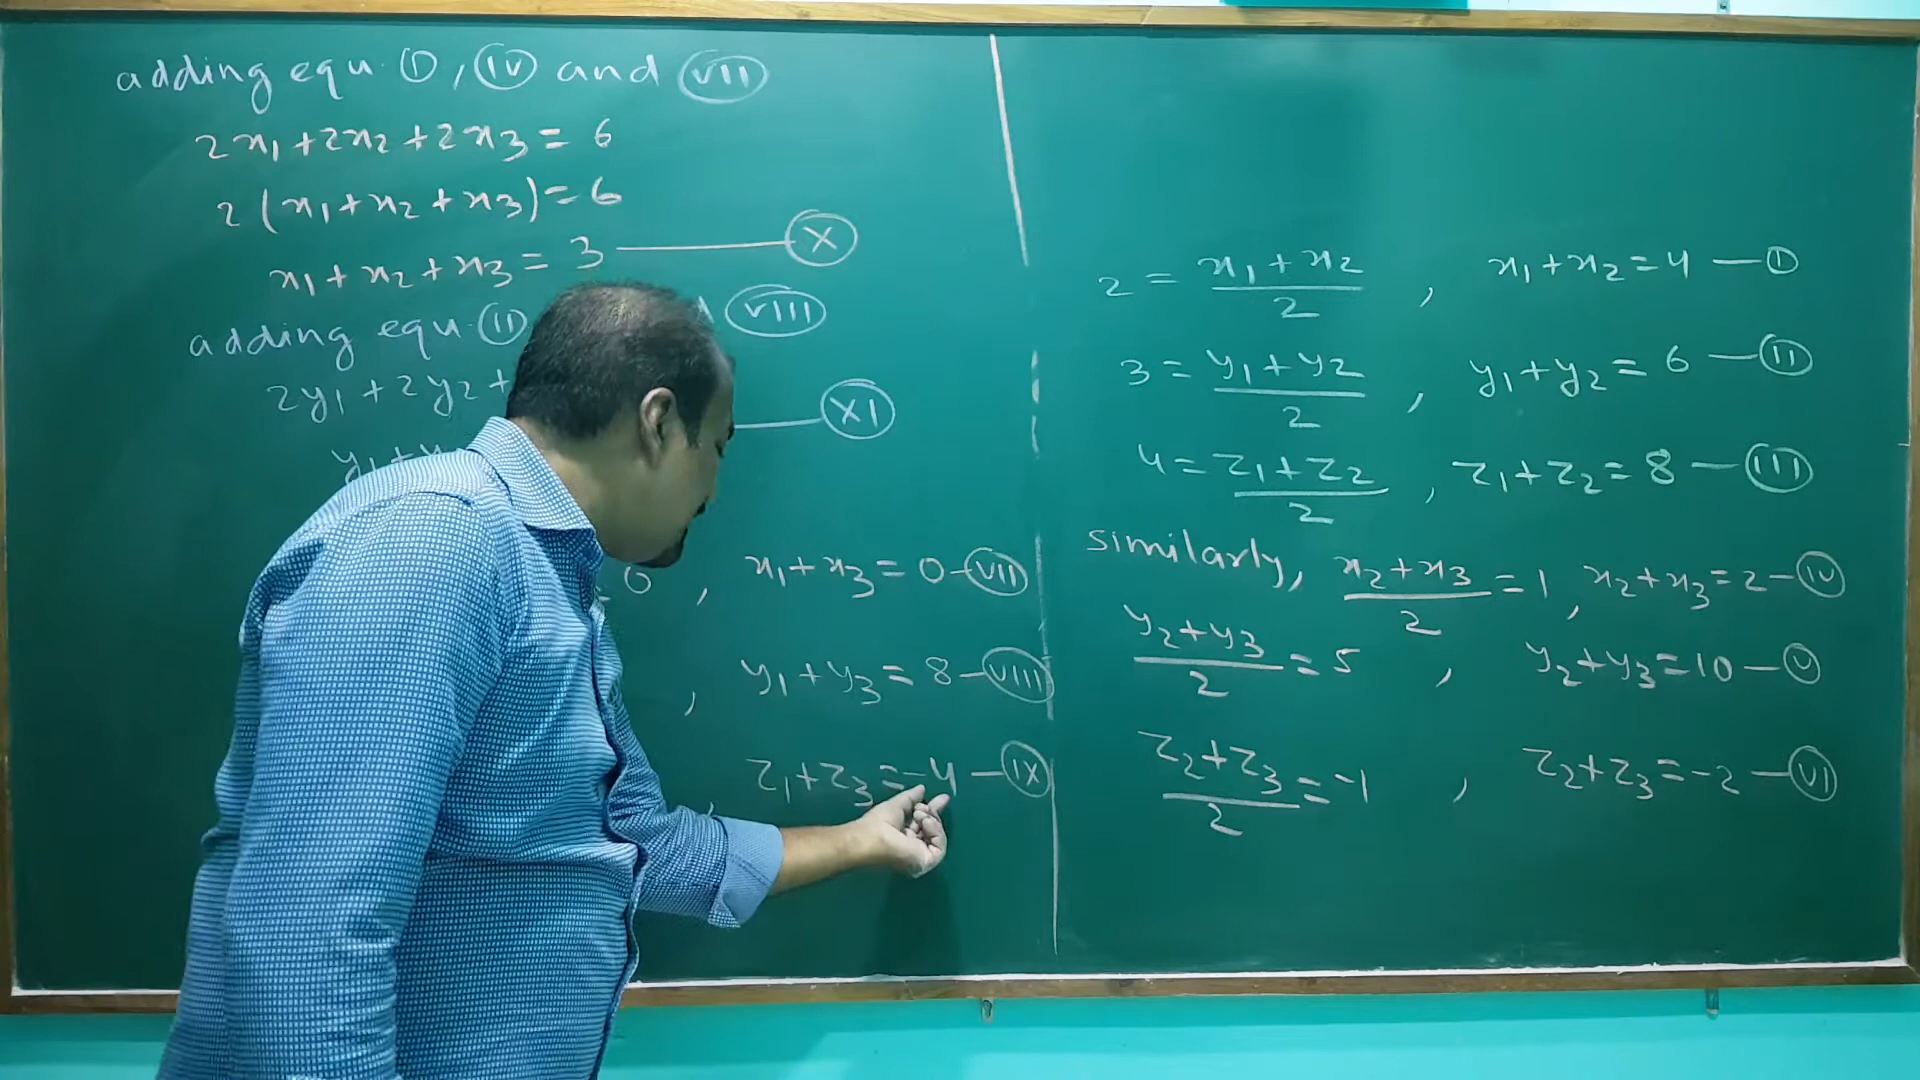 adding equ. (I), (IV) and (VII)
2x₁+2x₂+2x₃=6
2(x₁+x₂+x₃)=6
x₁+x₂+x₃=3 — (X)
adding equ. (II) (VIII)
2y₁+2y₂+
— (XI)
y₁+
=0, x₁+x₃=0 — (VII)
, y₁+y₃=8 — (VIII)
, z₁+z₃=-4 — (IX)
2=(x₁+x₂)/2, x₁+x₂=4 — (I)
3=(y₁+y₂)/2, y₁+y₂=6 — (II)
4=(z₁+z₂)/2, z₁+z₂=8 — (III)
similarly, (x₂+x₃)/2=1, x₂+x₃=2 — (IV)
(y₂+y₃)/2=5, y₂+y₃=10 — (V)
(z₂+z₃)/2=-1, z₂+z₃=-2 — (VI)